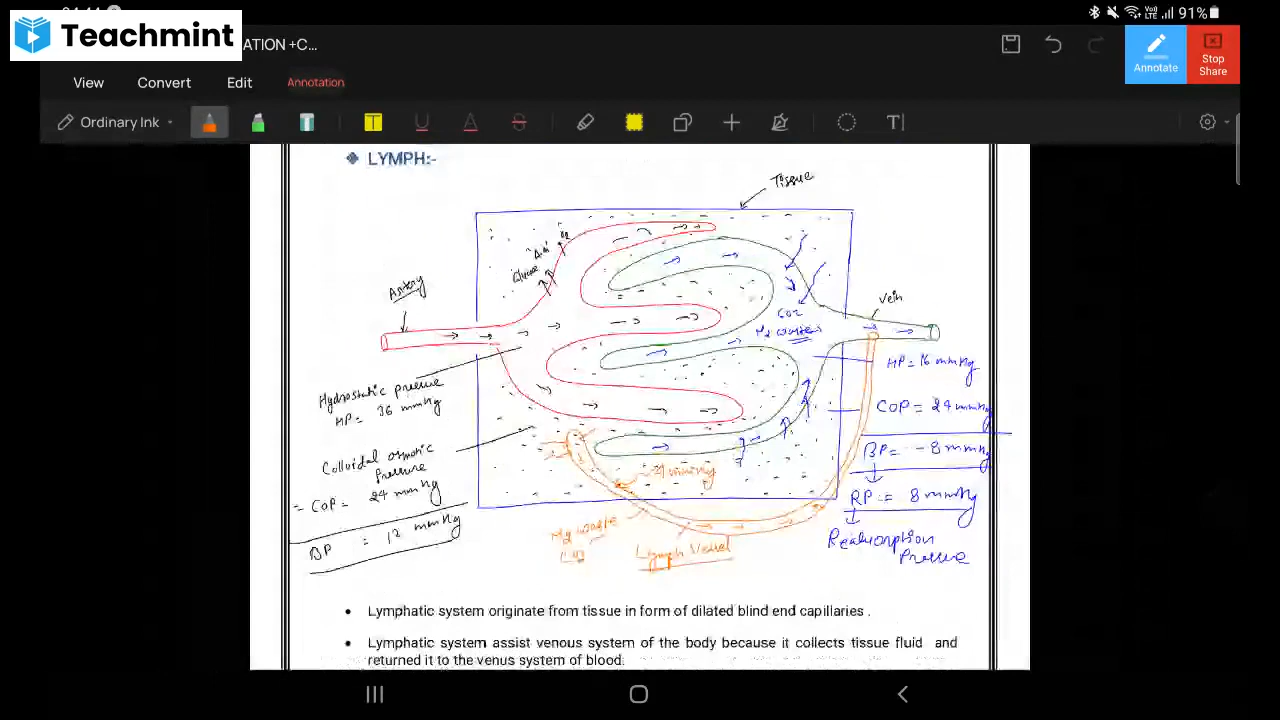 Teachmint
ATION +C...
91%
Annotate
Stop
Share
View Convert Edit Annotation
Ordinary Ink
LYMPH:-
Tissue
Artery
Glucose
O2
Vein
CO2
Hydrostatic pressure
HP = 36 mmHg
Colloidal osmotic
Pressure
= COP = 24 mmHg
BP = 12 mmHg
HP = 16 mmHg
COP = 24 mmHg
BP = -8 mmHg
RP = 8 mmHg
Reabsorption
Pressure
Lymph Vessel
• Lymphatic system originate from tissue in form of dilated blind end capillaries .
• Lymphatic system assist venous system of the body because it collects tissue fluid and
returned it to the venus system of blood.